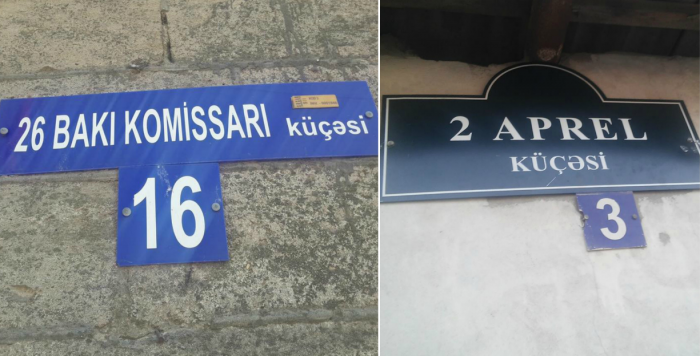 26 BAKI KOMİSSARI küçəsi
16
2 APREL
KÜÇƏSİ
3